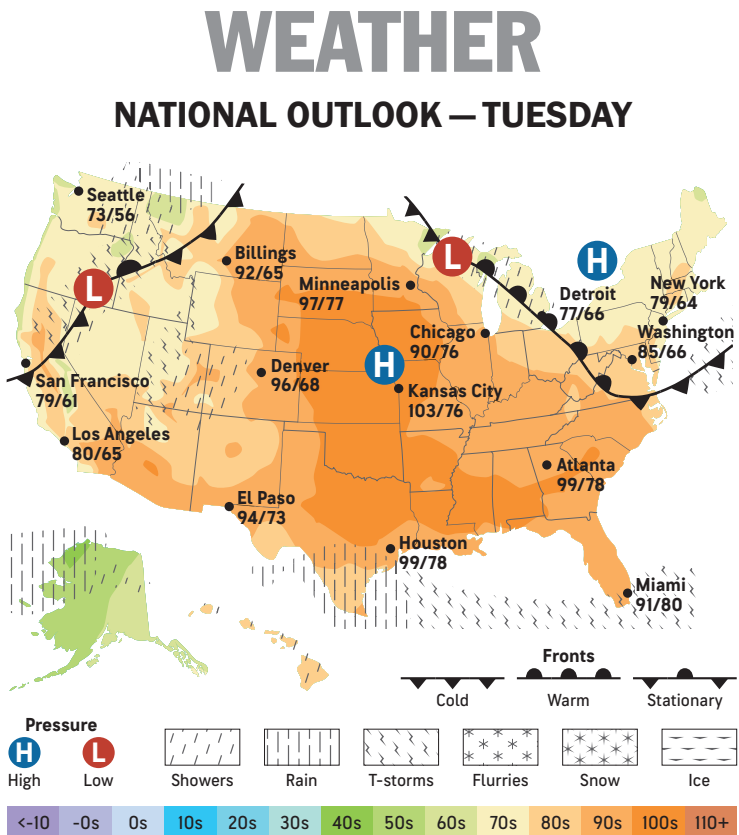 WEATHER
NATIONAL OUTLOOK — TUESDAY
Seattle
73/56
Billings
92/65
L
H
L
Minneapolis
97/77
Detroit
77/66
New York
79/64
Chicago
90/76
Washington
85/66
San Francisco
79/61
Denver
96/68
H
Kansas City
103/76
Los Angeles
80/65
Atlanta
99/78
El Paso
94/73
Houston
99/78
Miami
91/80
Fronts
Cold Warm Stationary
Pressure
H L
High Low Showers Rain T-storms Flurries Snow Ice
<-10 -0s 0s 10s 20s 30s 40s 50s 60s 70s 80s 90s 100s 110+